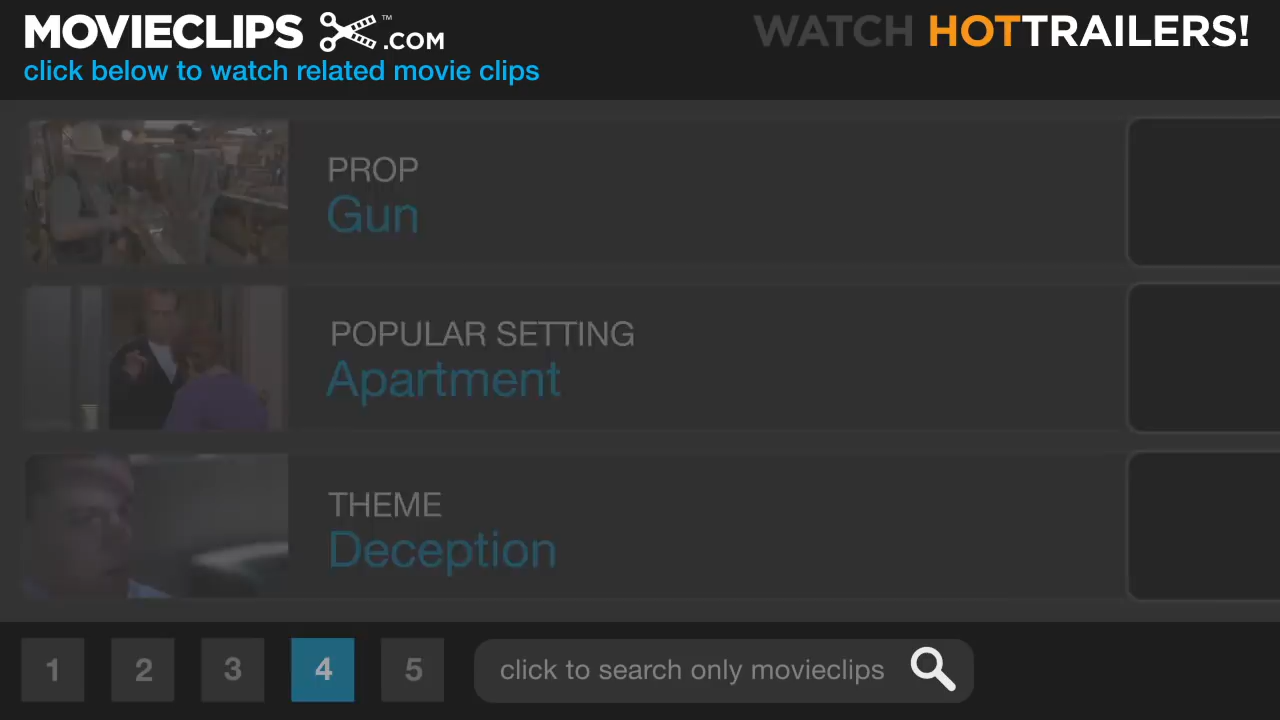 MOVIECLIPS ™ .COM
WATCH HOTTRAILERS!
click below to watch related movie clips
PROP
Gun
POPULAR SETTING
Apartment
THEME
Deception
1 2 3 4 5 click to search only movieclips